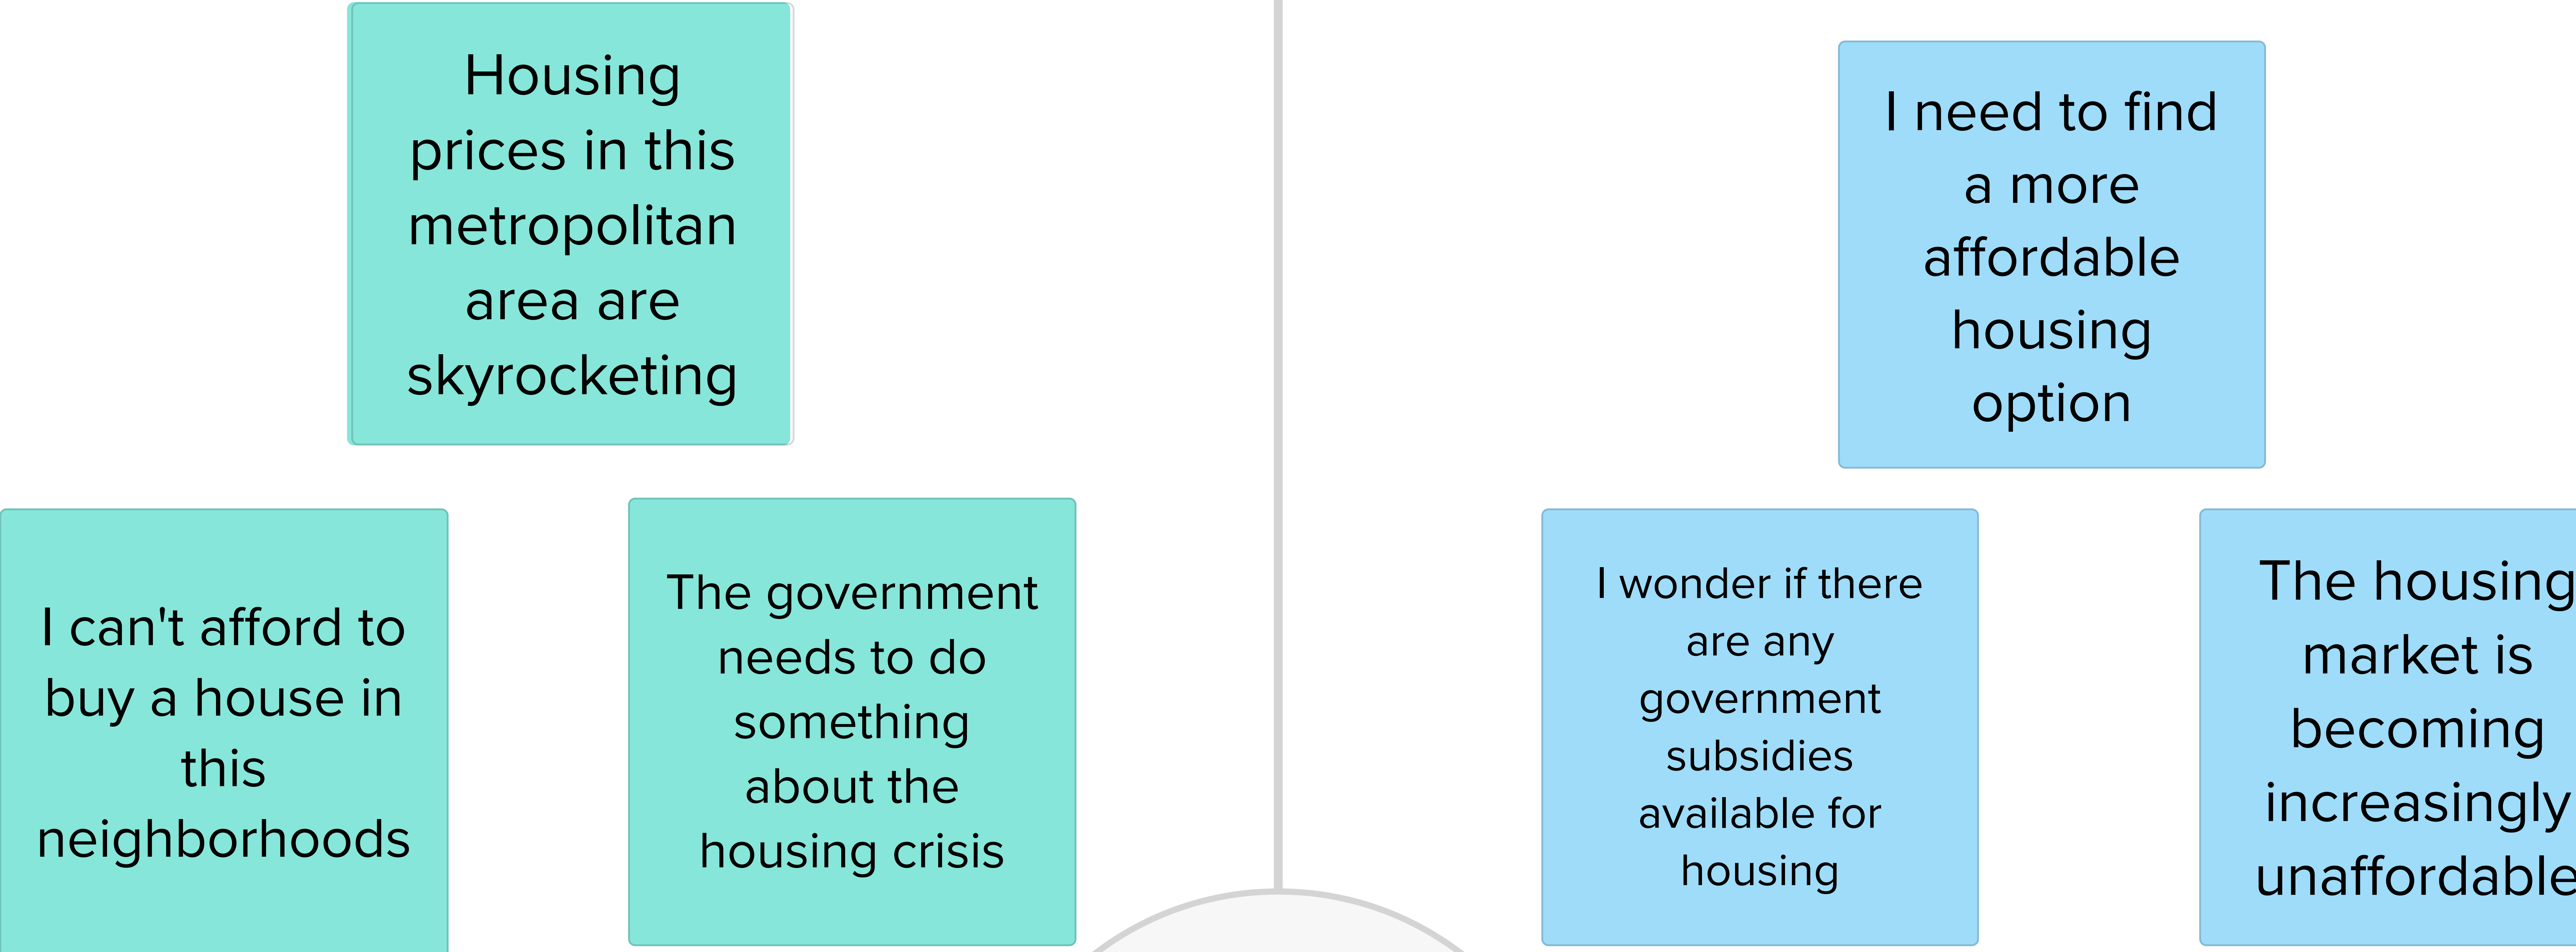 Housing
prices in this
metropolitan
area are
skyrocketing
I can't afford to
buy a house in
this
neighborhoods
The government
needs to do
something
about the
housing crisis
I need to find
a more
affordable
housing
option
I wonder if there
are any
government
subsidies
available for
housing
The housing
market is
becoming
increasingly
unaffordable